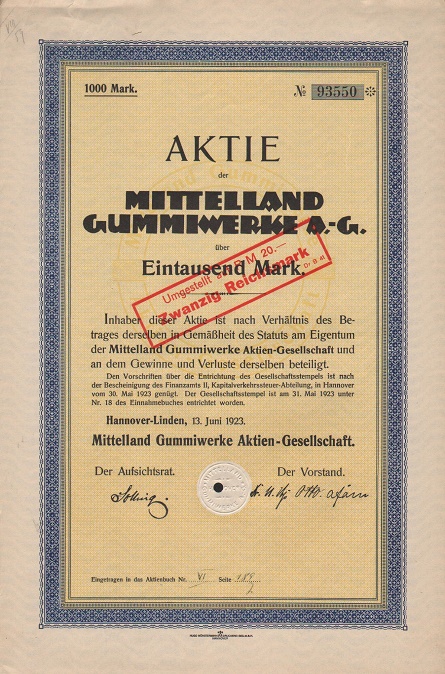 1000 Mark.
№ 93550
AKTIE
der
MITTELLAND
GUMMIWERKE A.-G.
über
Eintausend Mark.
Umgestellt auf R M 20.—
Zwanzig Reichsmark
Inhaber dieser Aktie ist nach Verhältnis des Be-
trages derselben in Gemäßheit des Statuts am Eigentum
der Mittelland Gummiwerke Aktien-Gesellschaft und
an dem Gewinne und Verluste derselben beteiligt.
Den Vorschriften über die Entrichtung des Gesellschaftsstempels ist nach
der Bescheinigung des Finanzamts II, Kapitalverkehrssteuer-Abteilung, in Hannover
vom 30. Mai 1923 genügt. Der Gesellschaftsstempel ist am 31. Mai 1923 unter
Nr. 18 des Einnahmebuches entrichtet worden.
Hannover-Linden, 13. Juni 1923.
Mittelland Gummiwerke Aktien-Gesellschaft.
Der Aufsichtsrat. Der Vorstand.
Eingetragen in das Aktienbuch Nr. VI Seite 189